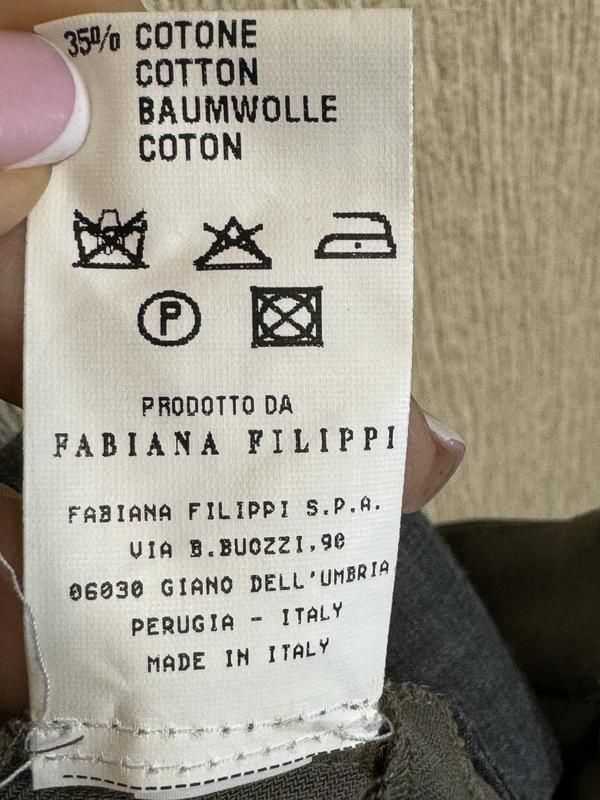 35% COTONE
COTTON
BAUMWOLLE
COTON
P
PRODOTTO DA
FABIANA FILIPPI
FABIANA FILIPPI S.P.A.
VIA B.BUOZZI,90
06030 GIANO DELL'UMBRIA
PERUGIA - ITALY
MADE IN ITALY